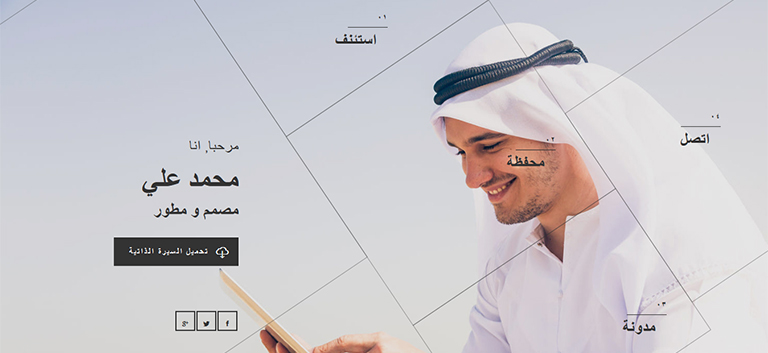 ٠١
استئنف
٠٤
اتصل
٠٢
محفظة
مرحبا, انا
محمد علي
مصمم و مطور
تحميل السيرة الذاتية
٠٣
مدونة